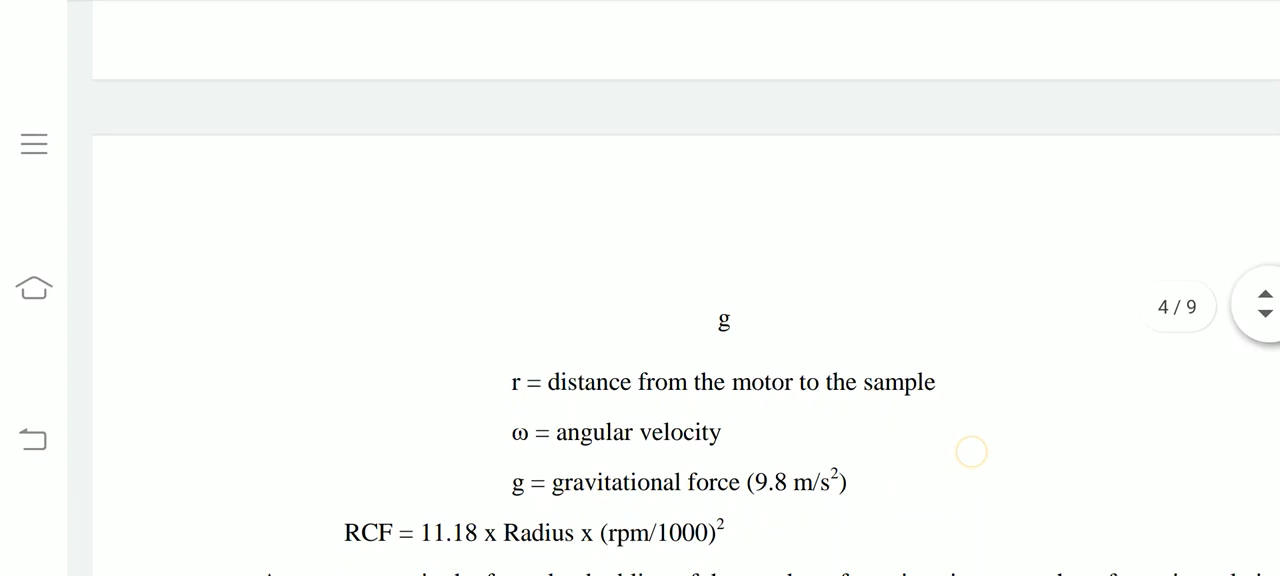 g
4 / 9
r = distance from the motor to the sample
ω = angular velocity
g = gravitational force (9.8 m/s²)
RCF = 11.18 x Radius x (rpm/1000)²